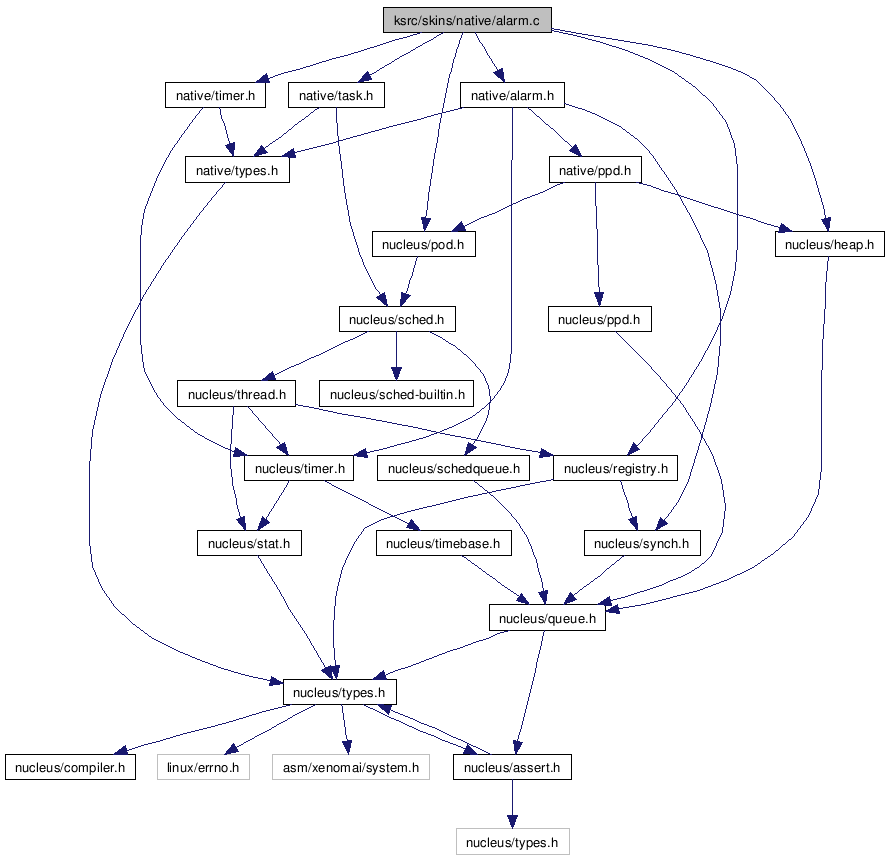 ksrc/skins/native/alarm.c
native/timer.h
native/task.h
native/alarm.h
native/types.h
native/ppd.h
nucleus/pod.h
nucleus/heap.h
nucleus/sched.h
nucleus/ppd.h
nucleus/thread.h
nucleus/sched-builtin.h
nucleus/timer.h
nucleus/schedqueue.h
nucleus/registry.h
nucleus/stat.h
nucleus/timebase.h
nucleus/synch.h
nucleus/queue.h
nucleus/types.h
nucleus/compiler.h
linux/errno.h
asm/xenomai/system.h
nucleus/assert.h
nucleus/types.h